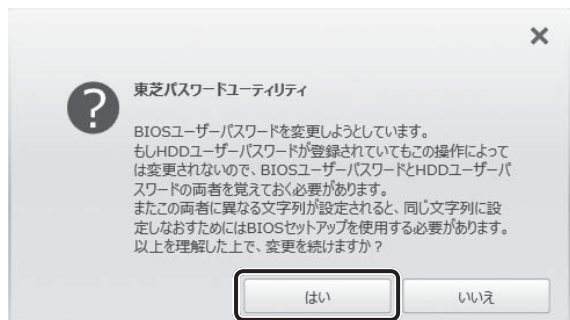 東芝パスワードユーティリティ
BIOSユーザーパスワードを変更しようとしています。
もしHDDユーザーパスワードが登録されていてもこの操作によって
は変更されないので、BIOSユーザーパスワードとHDDユーザーパ
スワードの両者を覚えておく必要があります。
またこの両者に異なる文字列が設定されると、同じ文字列に設
定しなおすためにはBIOSセットアップを使用する必要があります。
以上を理解した上で、変更を続けますか？
はい
いいえ